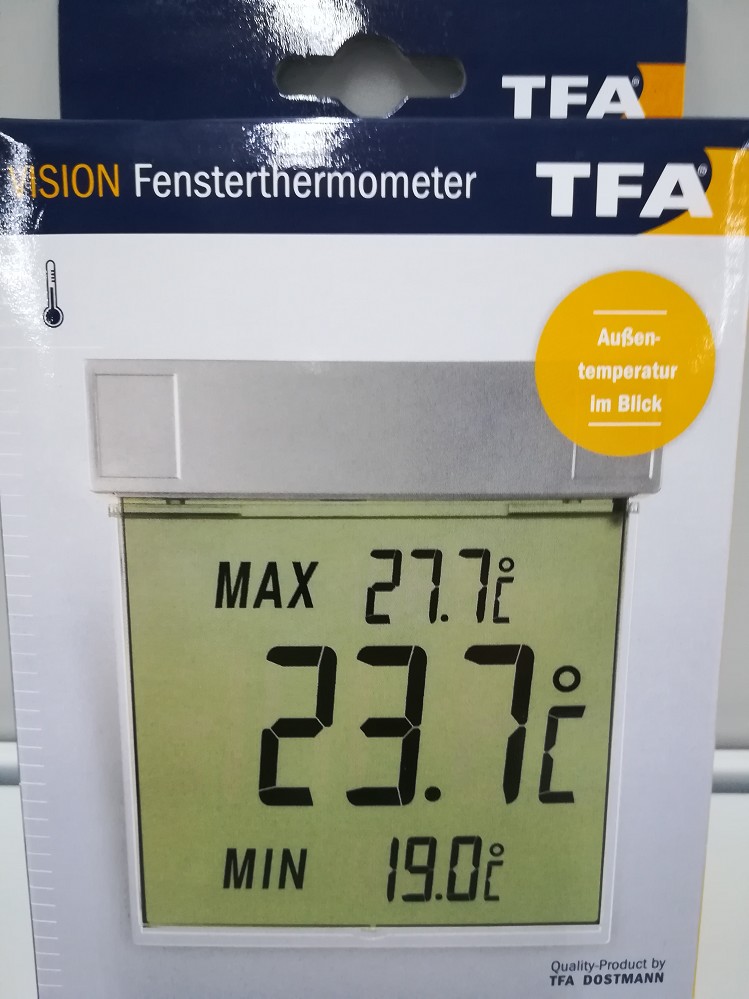 TFA®
VISION Fensterthermometer TFA®
Außen-
temperatur
im Blick
MAX 27.7°C
23.7°C
MIN 19.0°C
Quality-Product by
TFA DOSTMANN